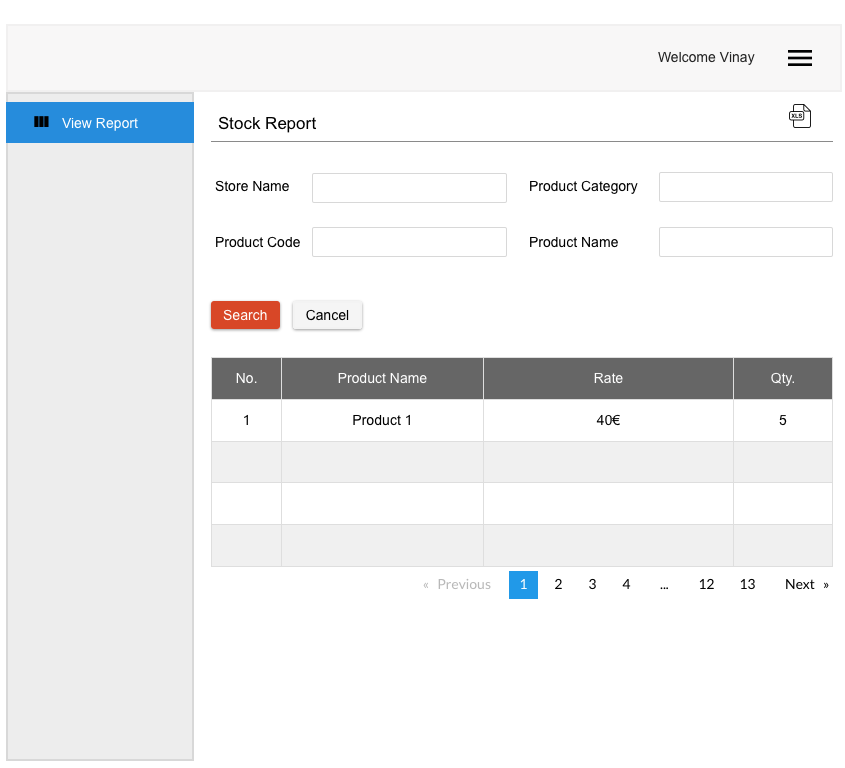 Welcome Vinay
View Report
Stock Report
XLS
Store Name
Product Category
Product Code
Product Name
Search Cancel
No. Product Name Rate Qty.
1 Product 1 40€ 5
« Previous 1 2 3 4 ... 12 13 Next »